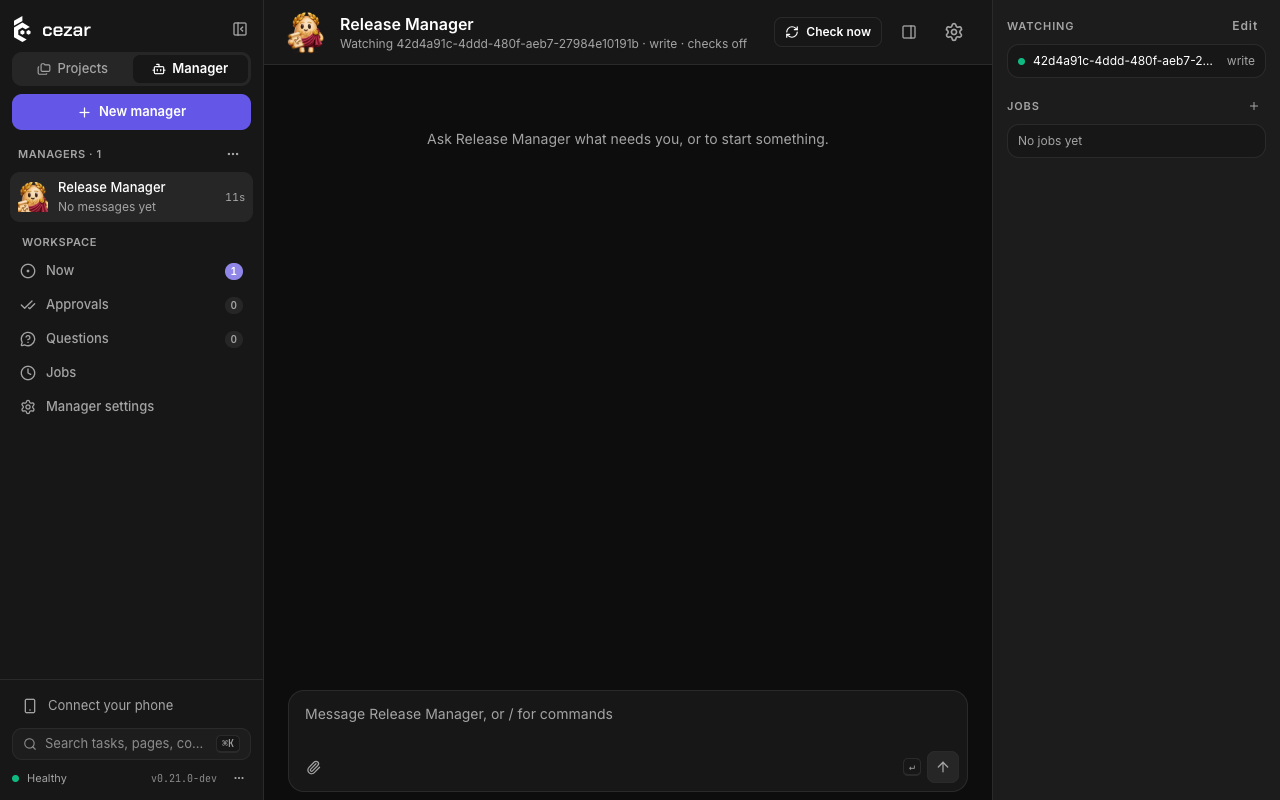 cezar
Projects
Manager
New manager
MANAGERS · 1
Release Manager
No messages yet
11s
WORKSPACE
Now
1
Approvals
0
Questions
0
Jobs
Manager settings
Connect your phone
Search tasks, pages, co...
⌘K
Healthy
v0.21.0-dev
Release Manager
Watching 42d4a91c-4ddd-480f-aeb7-27984e10191b · write · checks off
Check now
Ask Release Manager what needs you, or to start something.
Message Release Manager, or / for commands
WATCHING
Edit
42d4a91c-4ddd-480f-aeb7-2...
write
JOBS
No jobs yet